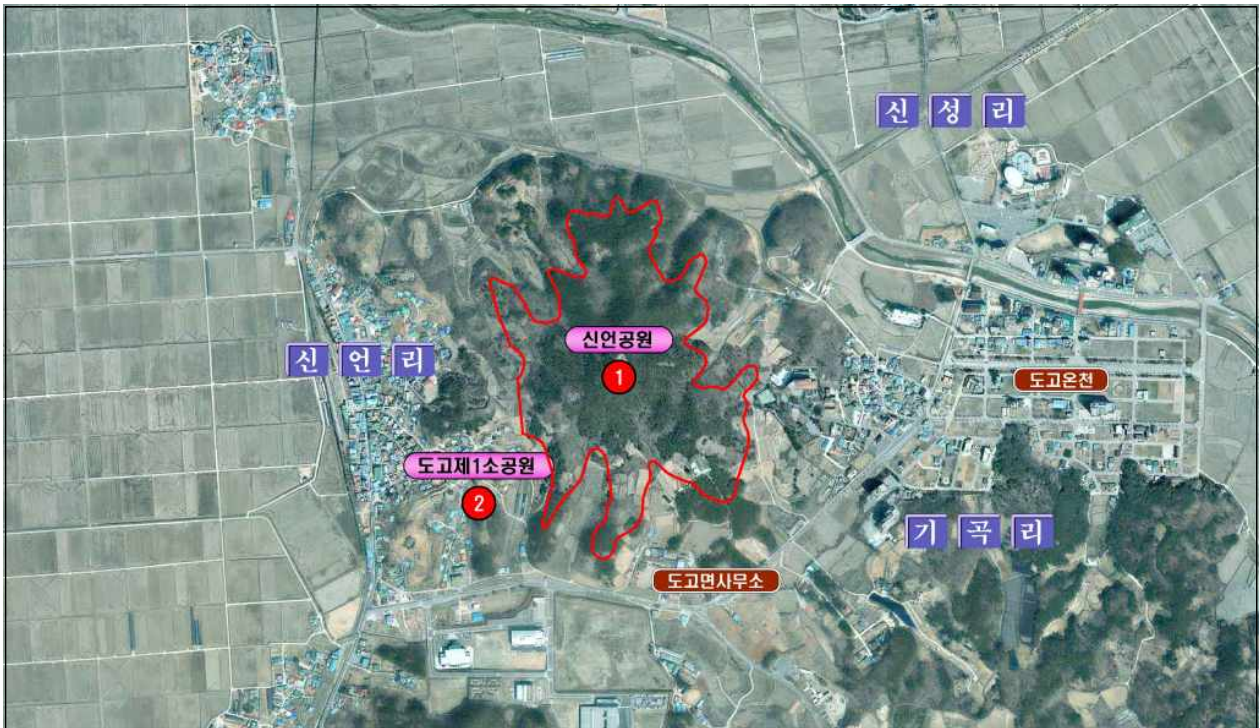 신 성 리
신언공원
1
신 언 리
도고온천
도고제1소공원
2
기 곡 리
도고면사무소